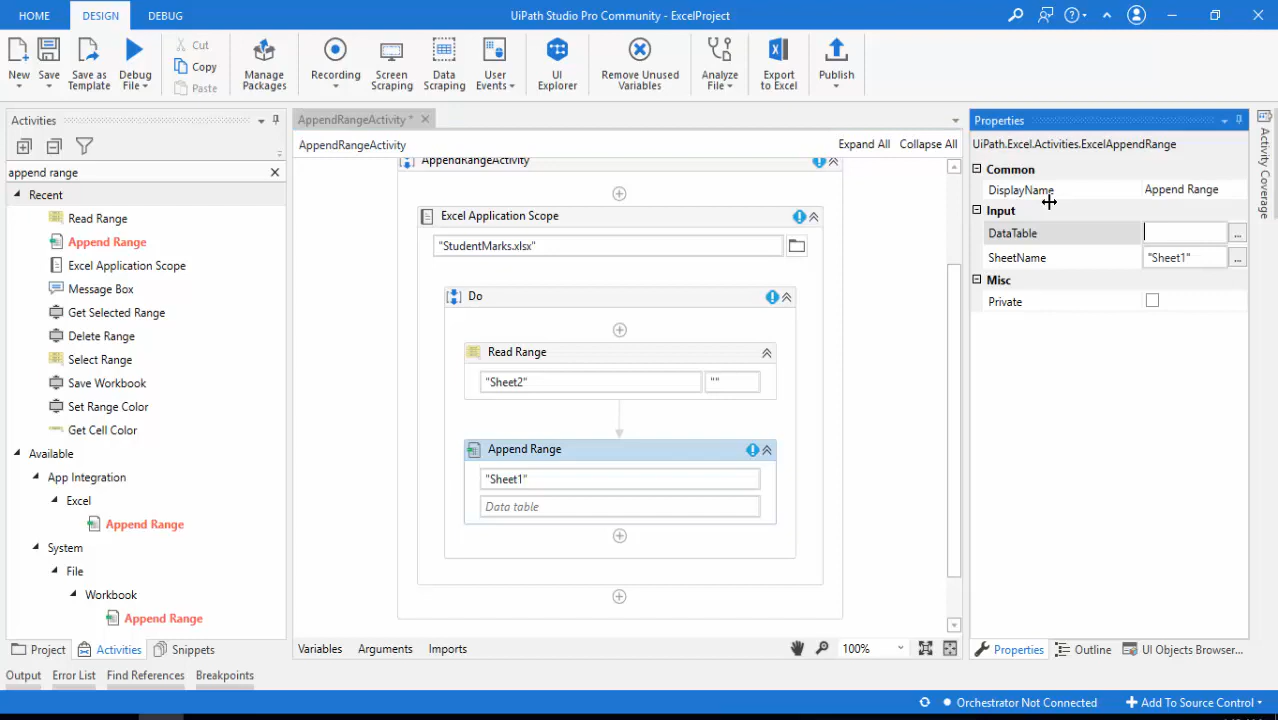 HOME DESIGN DEBUG UiPath Studio Pro Community - ExcelProject
New Save Save as Template Debug File Cut Copy Paste Manage Packages Recording Screen Scraping Data Scraping User Events UI Explorer Remove Unused Variables Analyze File Export to Excel Publish
Activities
append range
Recent
Read Range
Append Range
Excel Application Scope
Message Box
Get Selected Range
Delete Range
Select Range
Save Workbook
Set Range Color
Get Cell Color
Available
App Integration
Excel
Append Range
System
File
Workbook
Append Range
Project Activities Snippets
AppendRangeActivity *
AppendRangeActivity Expand All Collapse All
AppendRangeActivity
Excel Application Scope
"StudentMarks.xlsx"
Do
Read Range
"Sheet2" ""
Append Range
"Sheet1"
Data table
Variables Arguments Imports 100%
Properties
UiPath.Excel.Activities.ExcelAppendRange
Common
DisplayName Append Range
Input
DataTable ...
SheetName "Sheet1" ...
Misc
Private
Properties Outline UI Objects Browser...
Activity Coverage
Output Error List Find References Breakpoints
Orchestrator Not Connected Add To Source Control